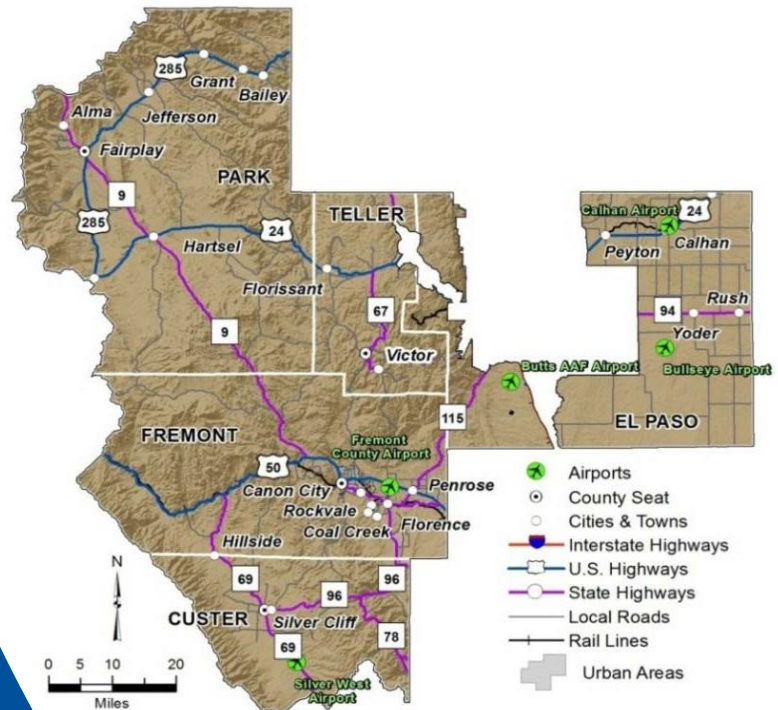 285
Grant
Bailey
Alma
Jefferson
Fairplay
PARK
9
TELLER
285
24
Hartsel
Florissant
67
9
Victor
Calhan Airport
24
Peyton
Calhan
94
Rush
Yoder
Bullseye Airport
Butts AAF Airport
115
EL PASO
FREMONT
Fremont
County Airport
50
Canon City
Penrose
Rockvale
Florence
Coal Creek
Hillside
69
96
96
CUSTER
Silver Cliff
78
69
Silver West
Airport
N
0 5 10 20
Miles
Airports
County Seat
Cities & Towns
Interstate Highways
U.S. Highways
State Highways
Local Roads
Rail Lines
Urban Areas